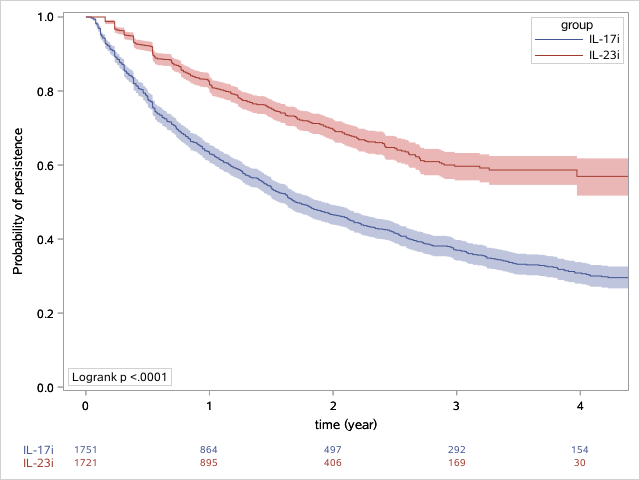 1.0
0.8
0.6
0.4
0.2
0.0
Probability of persistence
group
IL-17i
IL-23i
Logrank p <.0001
0 1 2 3 4
time (year)
IL-17i 1751 864 497 292 154
IL-23i 1721 895 406 169 30